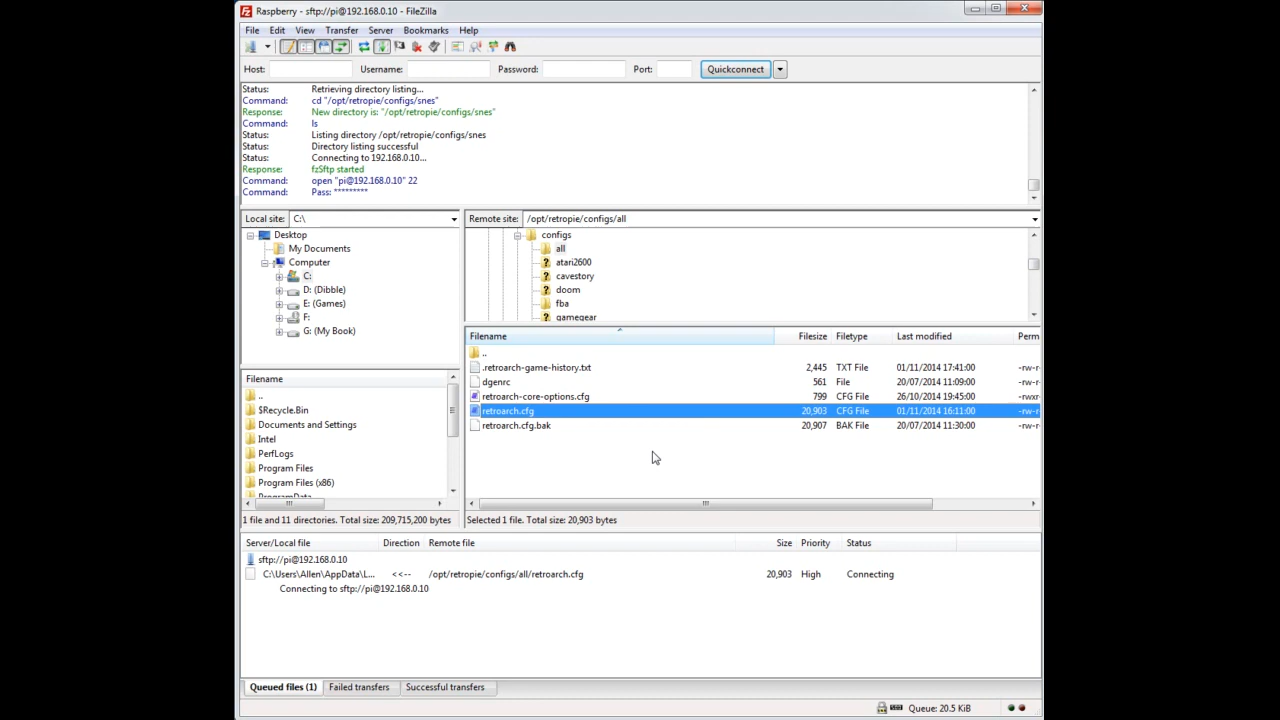 Raspberry - sftp://pi@192.168.0.10 - FileZilla
File Edit View Transfer Server Bookmarks Help
Host: Username: Password: Port: Quickconnect
Status: Retrieving directory listing...
Command: cd "/opt/retropie/configs/snes"
Response: New directory is: "/opt/retropie/configs/snes"
Command: ls
Status: Listing directory /opt/retropie/configs/snes
Status: Directory listing successful
Status: Connecting to 192.168.0.10...
Response: fzSftp started
Command: open "pi@192.168.0.10" 22
Command: Pass: *********
Local site: C:\
Desktop
My Documents
Computer
C:
D: (Dibble)
E: (Games)
F:
G: (My Book)
Filename
..
$Recycle.Bin
Documents and Settings
Intel
PerfLogs
Program Files
Program Files (x86)
ProgramData
1 file and 11 directories. Total size: 209,715,200 bytes
Remote site: /opt/retropie/configs/all
configs
all
atari2600
cavestory
doom
fba
gamegear
Filename Filesize Filetype Last modified Perm
..
.retroarch-game-history.txt 2,445 TXT File 01/11/2014 17:41:00 -rw-r
dgenrc 561 File 20/07/2014 11:09:00 -rw-r
retroarch-core-options.cfg 799 CFG File 26/10/2014 19:45:00 -rwxr
retroarch.cfg 20,903 CFG File 01/11/2014 16:11:00 -rw-r
retroarch.cfg.bak 20,907 BAK File 20/07/2014 11:30:00 -rw-r
Selected 1 file. Total size: 20,903 bytes
Server/Local file Direction Remote file Size Priority Status
sftp://pi@192.168.0.10
C:\Users\Allen\AppData\L... <<-- /opt/retropie/configs/all/retroarch.cfg 20,903 High Connecting
Connecting to sftp://pi@192.168.0.10
Queued files (1) Failed transfers Successful transfers
Queue: 20.5 KiB